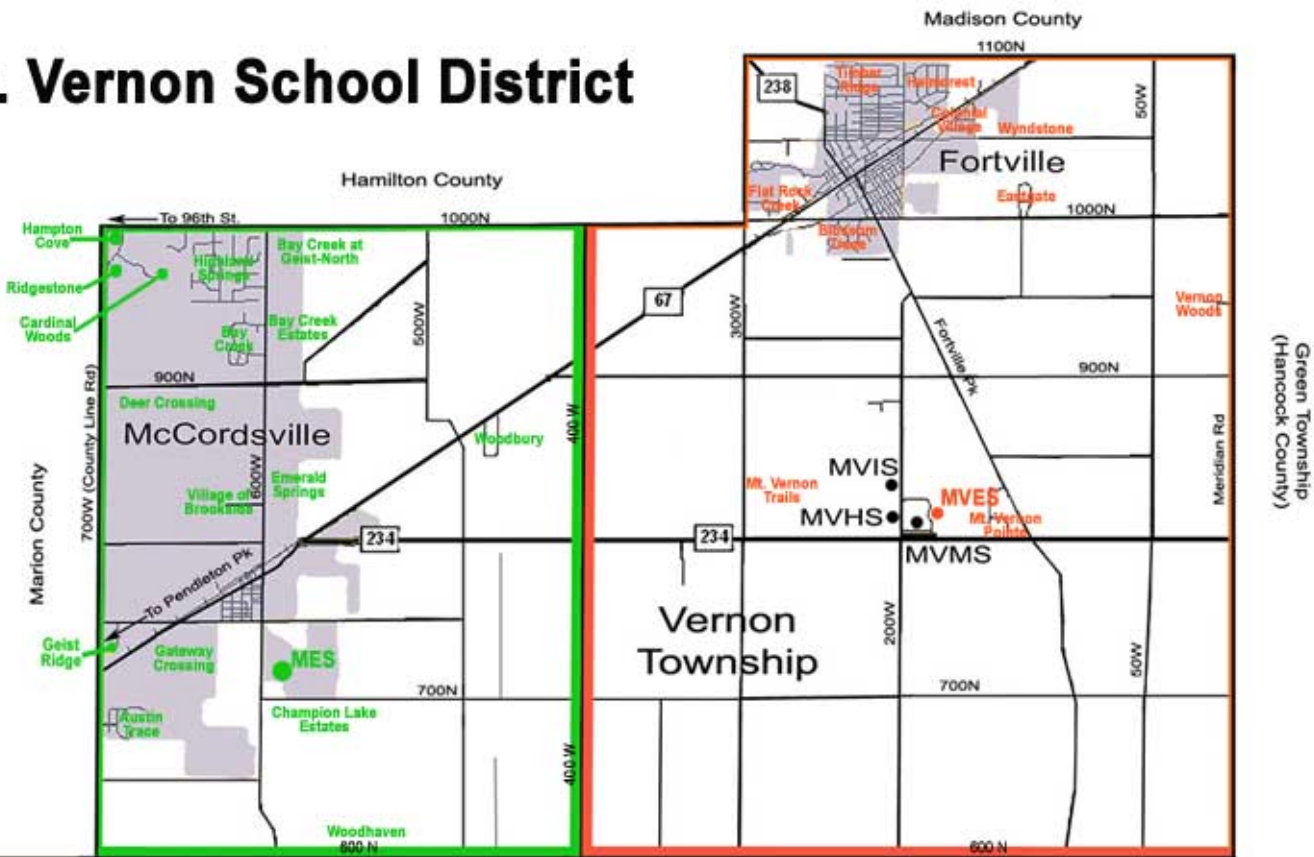 Madison County
1100N
. Vernon School District
238
Timber
Ridge
Helmcrest
Colonial
Village
Wyndstone
50W
Fortville
Hamilton County
Flat Rock
Creek
Eastgate
To 96th St.
1000N
1000N
Hampton
Cove
Blossom
Trace
Highland
Springs
Bay Creek at
Geist-North
Ridgestone
Cardinal
Woods
Bay
Creek
Bay Creek
Estates
500W
67
300W
Fortville Pk
Vernon
Woods
Green Township
(Hancock County)
900N
900N
700W (County Line Rd)
Deer Crossing
McCordsville
400 W
Woodbury
Meridian Rd
Marion County
600W
Village of
Brookside
Emerald
Springs
Mt. Vernon
Trails
MVIS
MVHS
MVES
Mt. Vernon
Pointe
MVMS
234
234
To Pendleton Pk
Vernon
Township
200W
50W
Geist
Ridge
Gateway
Crossing
MES
700N
700N
Austin
Trace
Champion Lake
Estates
400 W
Woodhaven
600 N
600 N